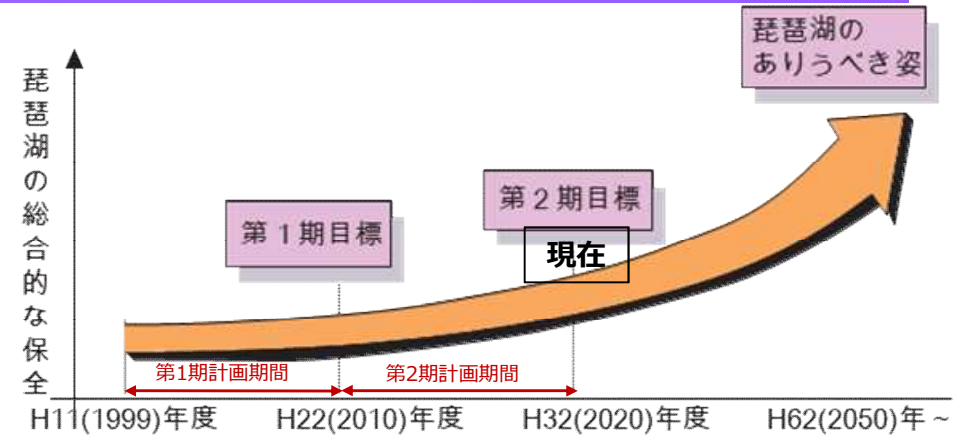 琵琶湖の
ありうべき姿
琵琶湖の総合的な保全
第２期目標
現在
第１期目標
第1期計画期間
第2期計画期間
H11(1999)年度
H22(2010)年度
H32(2020)年度
H62(2050)年～